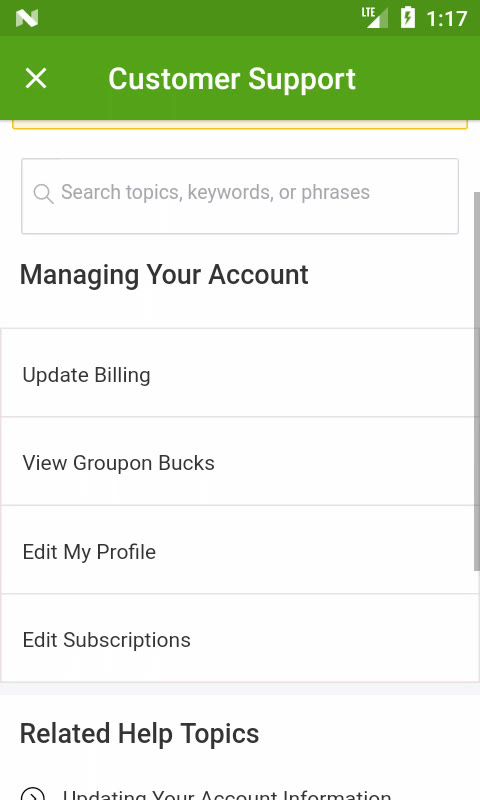 LTE 1:17
Customer Support
Search topics, keywords, or phrases
Managing Your Account
Update Billing
View Groupon Bucks
Edit My Profile
Edit Subscriptions
Related Help Topics
Updating Your Account Information